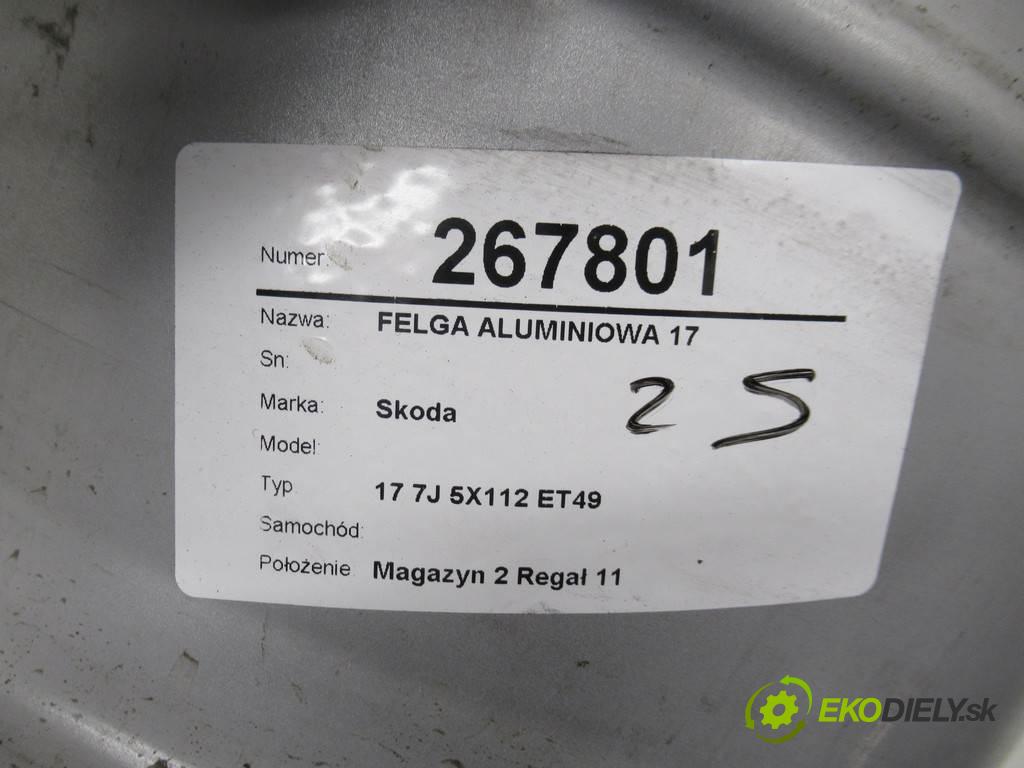 Numer: 267801
Nazwa: FELGA ALUMINIOWA 17
Sn:
Marka: Skoda
2 5
Model:
Typ 17 7J 5X112 ET49
Samochód:
Położenie Magazyn 2 Regał 11
EKODIELY.sk